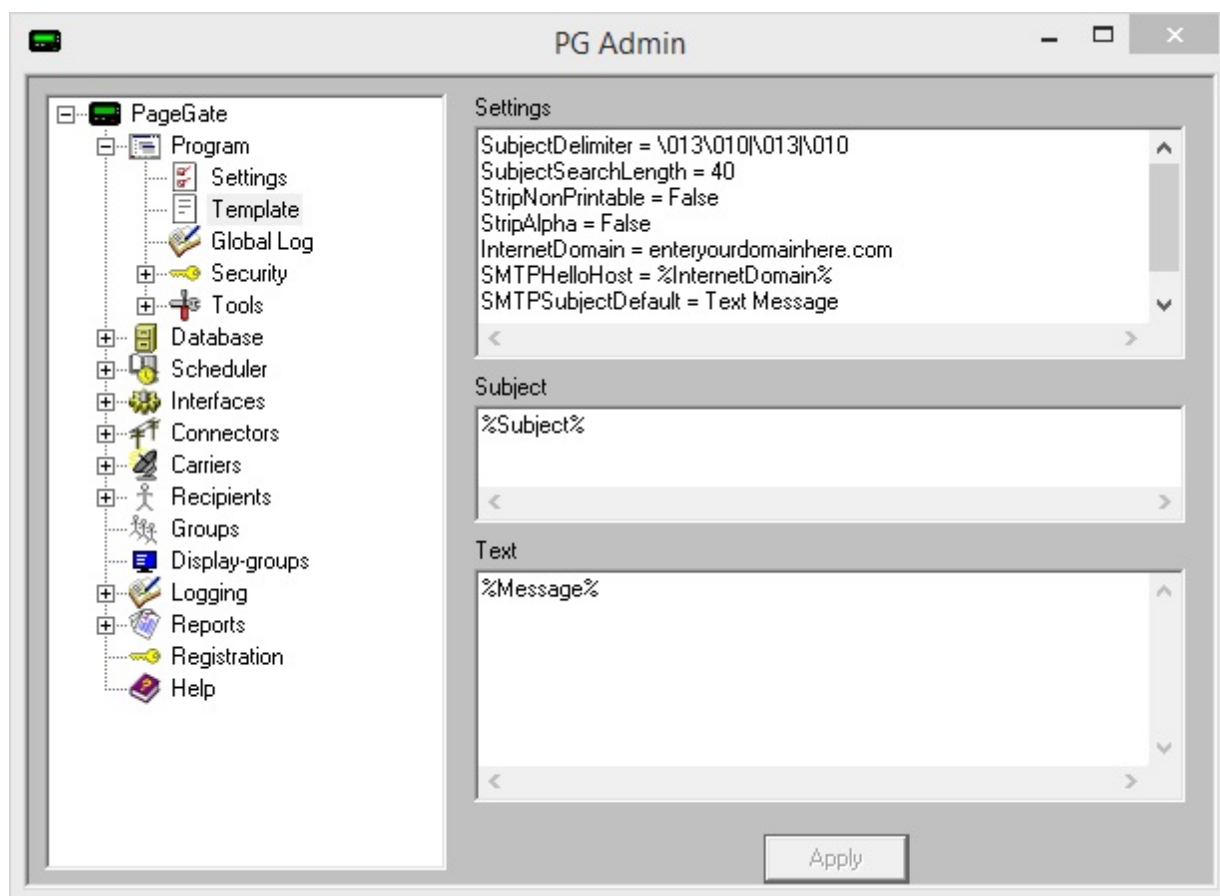 PG Admin
PageGate
Program
Settings
Template
Global Log
Security
Tools
Database
Scheduler
Interfaces
Connectors
Carriers
Recipients
Groups
Display-groups
Logging
Reports
Registration
Help
Settings
SubjectDelimiter = \013\010|\013|\010
SubjectSearchLength = 40
StripNonPrintable = False
StripAlpha = False
InternetDomain = enteryourdomainhere.com
SMTPHelloHost = %InternetDomain%
SMTPSubjectDefault = Text Message
Subject
%Subject%
Text
%Message%
Apply